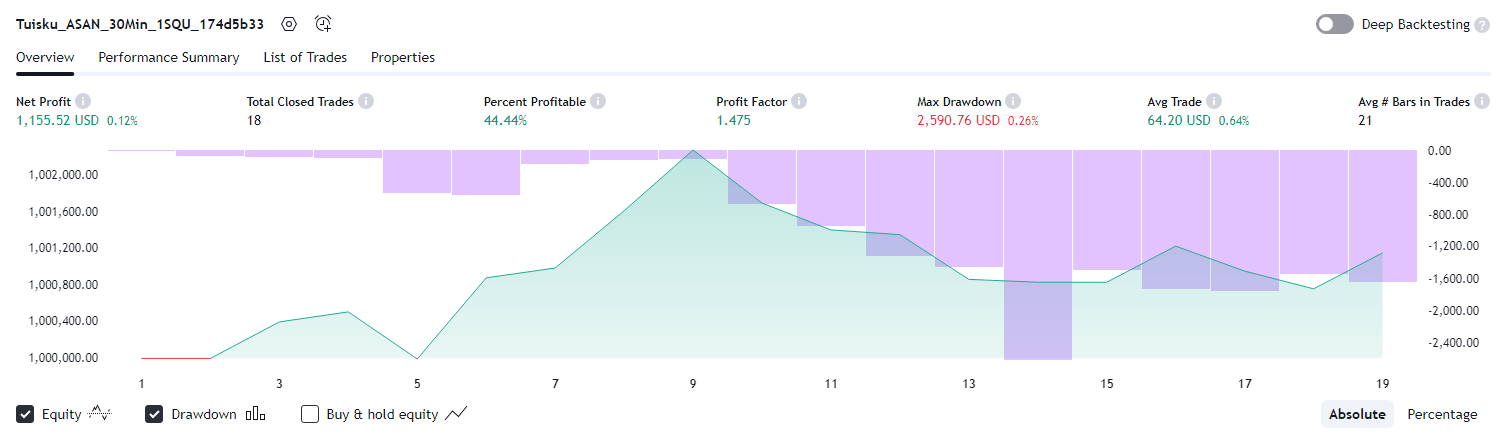 Tuisku_ASAN_30Min_1SQU_174d5b33
Deep Backtesting ?
Overview Performance Summary List of Trades Properties
Net Profit Total Closed Trades Percent Profitable Profit Factor Max Drawdown Avg Trade Avg # Bars in Trades
1,155.52 USD 0.12% 18 44.44% 1.475 2,590.76 USD 0.26% 64.20 USD 0.64% 21
0.00
1,002,000.00 -400.00
1,001,600.00 -800.00
1,001,200.00 -1,200.00
1,000,800.00 -1,600.00
1,000,400.00 -2,000.00
1,000,000.00 -2,400.00
1 3 5 7 9 11 13 15 17 19
Equity Drawdown Buy & hold equity Absolute Percentage